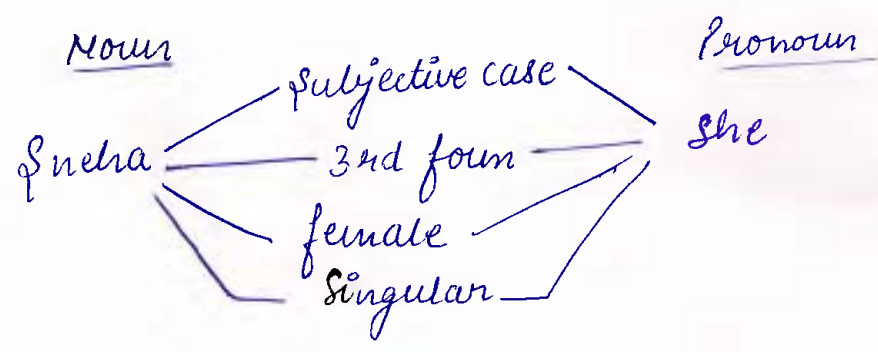 Noun Pronoun
Subjective case
Sneha 3rd form She
female
Singular